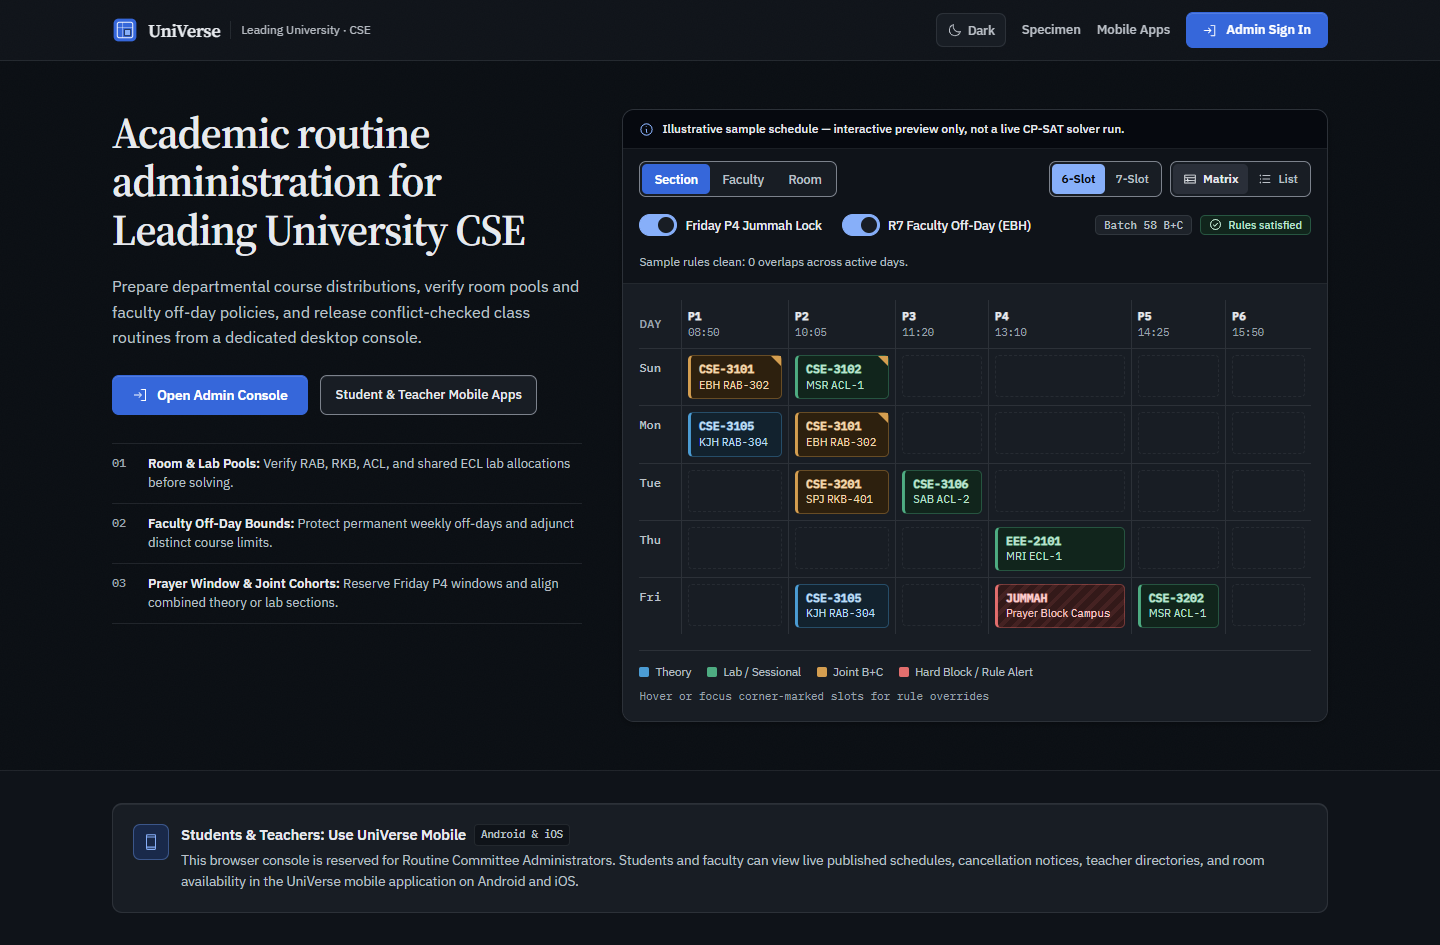 UniVerse
Leading University · CSE
Dark
Specimen
Mobile Apps
Admin Sign In
Academic routine
administration for
Leading University CSE
Prepare departmental course distributions, verify room pools and
faculty off-day policies, and release conflict-checked class
routines from a dedicated desktop console.
Open Admin Console
Student & Teacher Mobile Apps
01 Room & Lab Pools: Verify RAB, RKB, ACL, and shared ECL lab allocations
before solving.
02 Faculty Off-Day Bounds: Protect permanent weekly off-days and adjunct
distinct course limits.
03 Prayer Window & Joint Cohorts: Reserve Friday P4 windows and align
combined theory or lab sections.
Illustrative sample schedule — interactive preview only, not a live CP-SAT solver run.
Section Faculty Room
6-Slot 7-Slot
Matrix List
Friday P4 Jummah Lock
R7 Faculty Off-Day (EBH)
Batch 58 B+C
Rules satisfied
Sample rules clean: 0 overlaps across active days.
DAY
P1 P2 P3 P4 P5 P6
08:50 10:05 11:20 13:10 14:25 15:50
Sun
CSE-3101 CSE-3102
EBH RAB-302 MSR ACL-1
Mon
CSE-3105 CSE-3101
KJH RAB-304 EBH RAB-302
Tue
CSE-3201 CSE-3106
SPJ RKB-401 SAB ACL-2
Thu
EEE-2101
MRI ECL-1
Fri
CSE-3105 JUMMAH CSE-3202
KJH RAB-304 Prayer Block Campus MSR ACL-1
Theory Lab / Sessional Joint B+C Hard Block / Rule Alert
Hover or focus corner-marked slots for rule overrides
Students & Teachers: Use UniVerse Mobile
Android & iOS
This browser console is reserved for Routine Committee Administrators. Students and faculty can view live published schedules, cancellation notices, teacher directories, and room
availability in the UniVerse mobile application on Android and iOS.